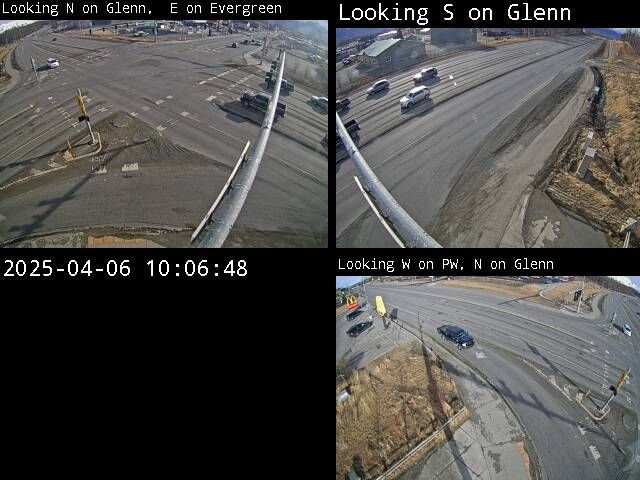 Looking N on Glenn,  E on Evergreen
Looking S on Glenn
2025-04-06 10:06:48
Looking W on PW, N on Glenn